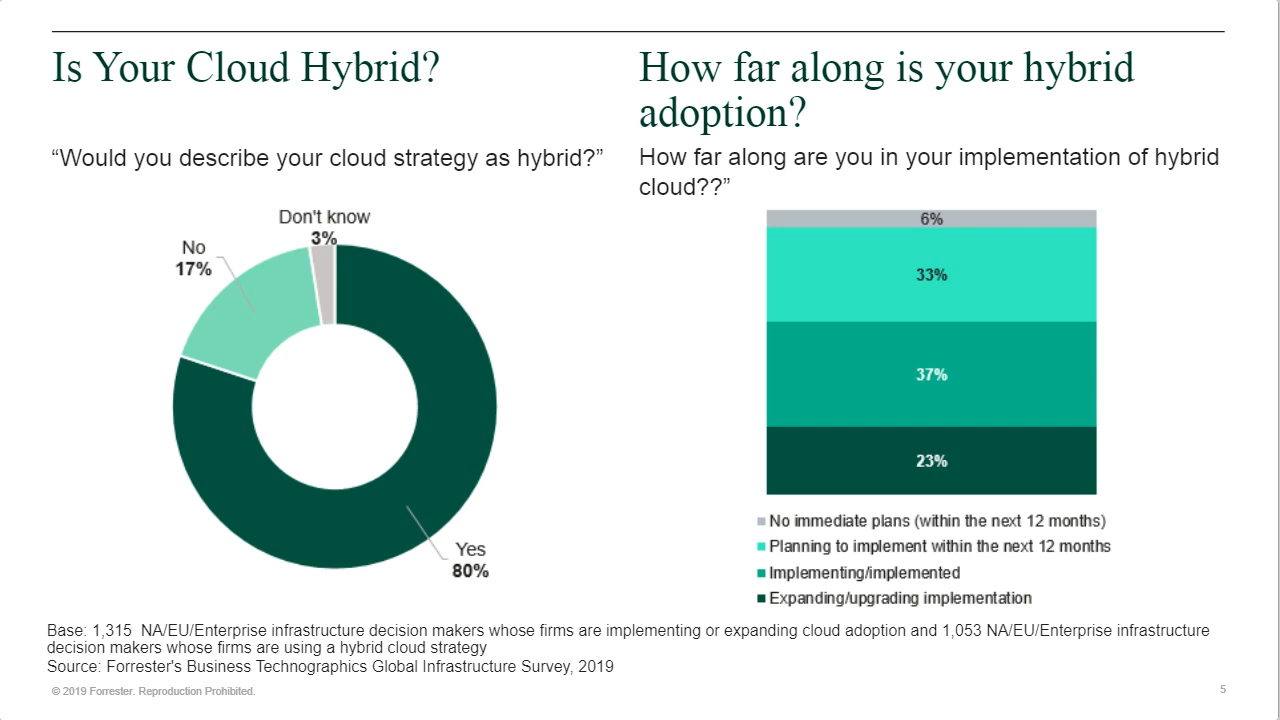 Is Your Cloud Hybrid?
“Would you describe your cloud strategy as hybrid?”
Don't know
3%
No
17%
Yes
80%
How far along is your hybrid
adoption?
How far along are you in your implementation of hybrid
cloud??”
6%
33%
37%
23%
No immediate plans (within the next 12 months)
Planning to implement within the next 12 months
Implementing/implemented
Expanding/upgrading implementation
Base: 1,315  NA/EU/Enterprise infrastructure decision makers whose firms are implementing or expanding cloud adoption and 1,053 NA/EU/Enterprise infrastructure
decision makers whose firms are using a hybrid cloud strategy
Source: Forrester's Business Technographics Global Infrastructure Survey, 2019
© 2019 Forrester. Reproduction Prohibited.
5